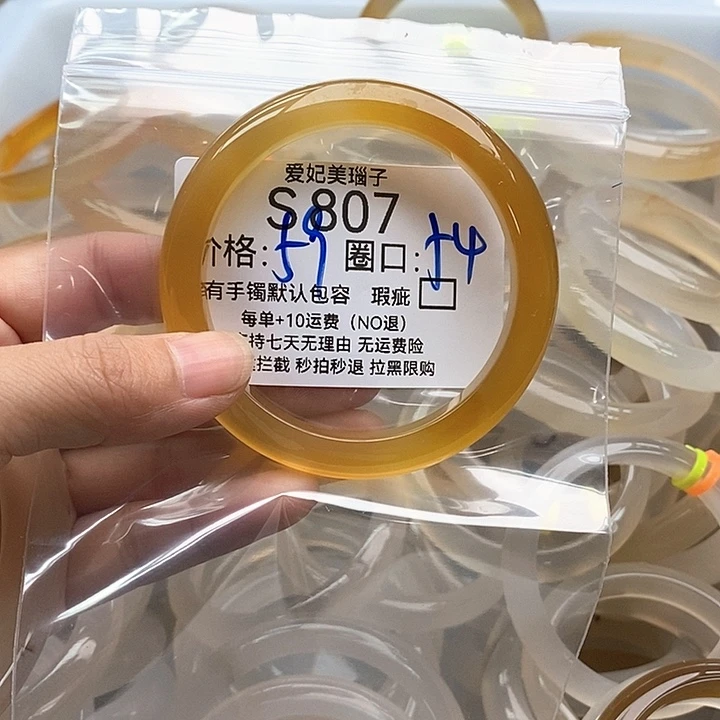 爱妃美瑙子
S 807
价格:59 圈口:54
有手镯默认包容 瑕疵
每单+10运费（NO退）
支持七天无理由 无运费险
拦截 秒拍秒退 拉黑限购